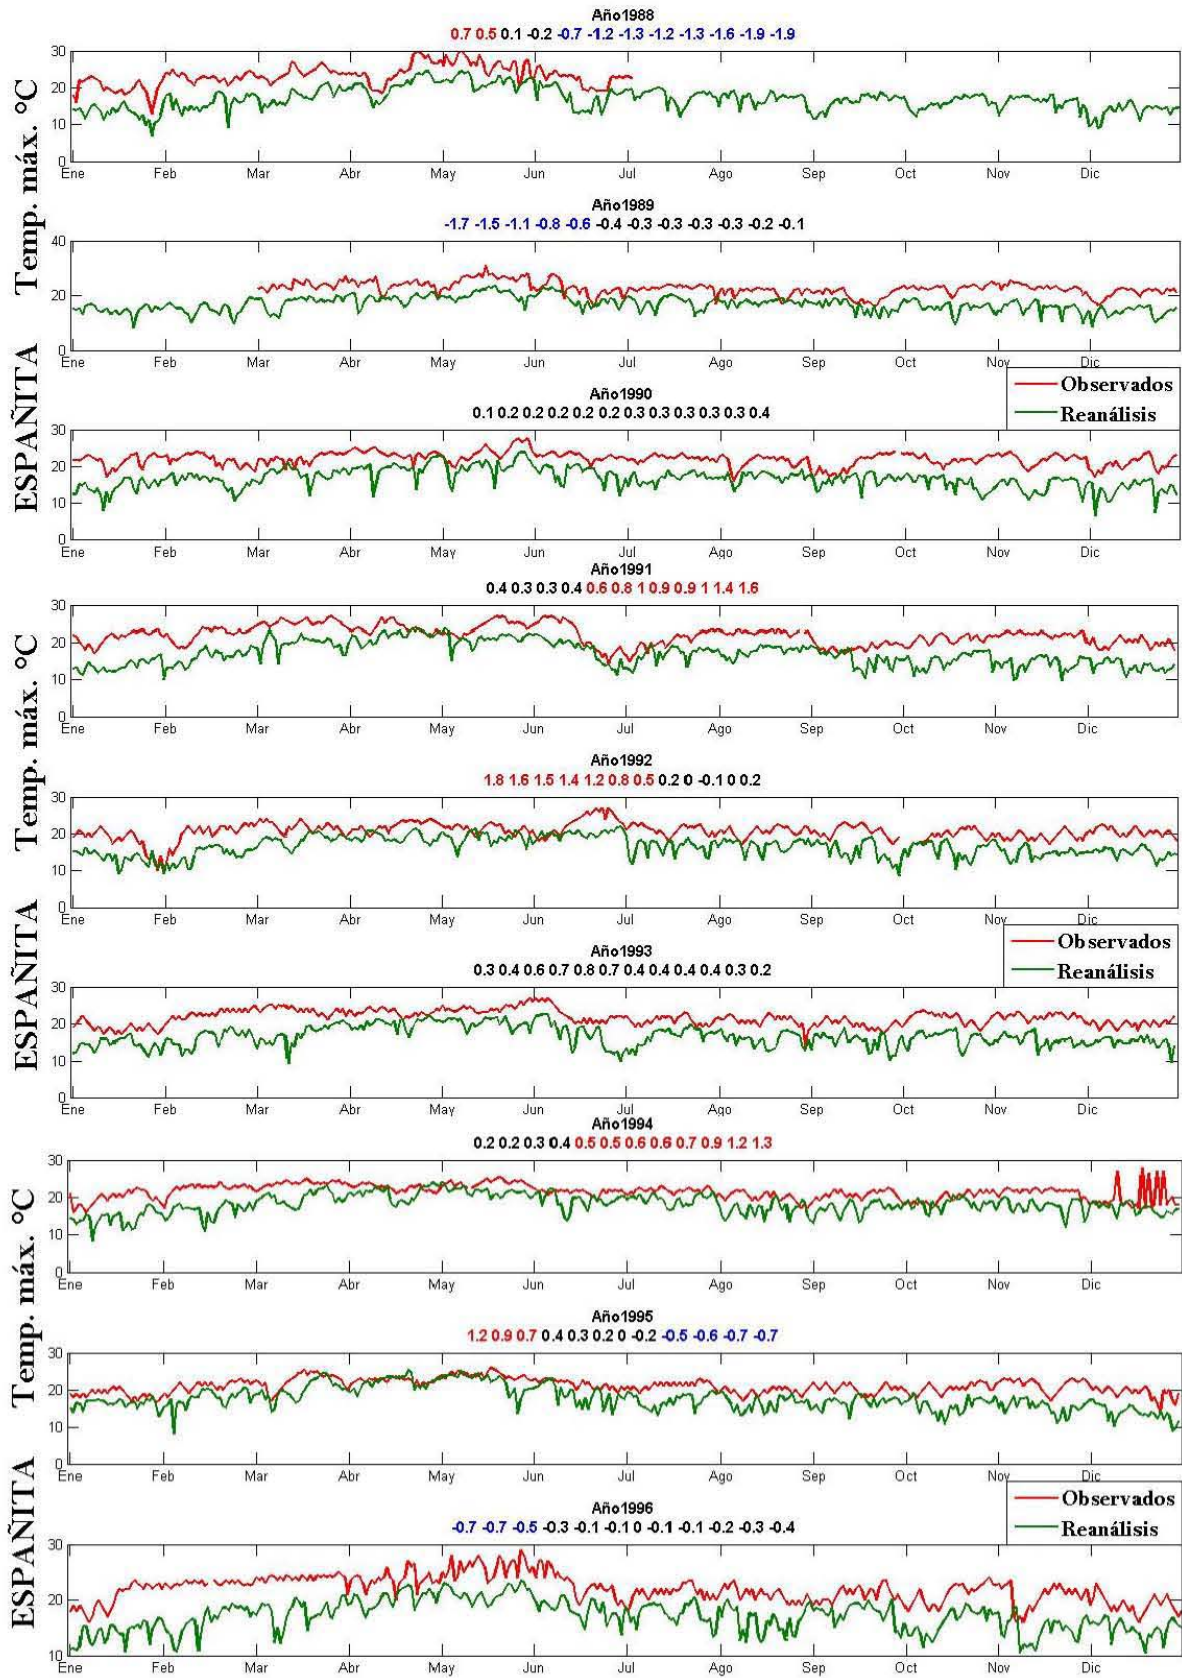 Año1988
0.7 0.5 0.1 -0.2 -0.7 -1.2 -1.3 -1.2 -1.3 -1.6 -1.9 -1.9
30
20
10
0
Ene Feb Mar Abr May Jun Jul Ago Sep Oct Nov Dic
Temp. máx. °C
Año1989
-1.7 -1.5 -1.1 -0.8 -0.6 -0.4 -0.3 -0.3 -0.3 -0.3 -0.2 -0.1
40
20
0
Ene Feb Mar Abr May Jun Jul Ago Sep Oct Nov Dic
ESPAÑITA
Observados
Reanálisis
Año1990
0.1 0.2 0.2 0.2 0.2 0.2 0.3 0.3 0.3 0.3 0.3 0.4
30
20
10
0
Ene Feb Mar Abr May Jun Jul Ago Sep Oct Nov Dic
Año1991
0.4 0.3 0.3 0.4 0.6 0.8 1 0.9 0.9 1 1.4 1.6
30
20
10
0
Ene Feb Mar Abr May Jun Jul Ago Sep Oct Nov Dic
Temp. máx. °C
Año1992
1.8 1.6 1.5 1.4 1.2 0.8 0.5 0.2 0 -0.1 0 0.2
30
20
10
0
Ene Feb Mar Abr May Jun Jul Ago Sep Oct Nov Dic
ESPAÑITA
Observados
Reanálisis
Año1993
0.3 0.4 0.6 0.7 0.8 0.7 0.4 0.4 0.4 0.4 0.3 0.2
30
20
10
0
Ene Feb Mar Abr May Jun Jul Ago Sep Oct Nov Dic
Año1994
0.2 0.2 0.3 0.4 0.5 0.5 0.6 0.6 0.7 0.9 1.2 1.3
30
20
10
0
Ene Feb Mar Abr May Jun Jul Ago Sep Oct Nov Dic
Temp. máx. °C
Año1995
1.2 0.9 0.7 0.4 0.3 0.2 0 -0.2 -0.5 -0.6 -0.7 -0.7
30
20
10
0
Ene Feb Mar Abr May Jun Jul Ago Sep Oct Nov Dic
ESPAÑITA
Observados
Reanálisis
Año1996
-0.7 -0.7 -0.5 -0.3 -0.1 -0.1 0 -0.1 -0.1 -0.2 -0.3 -0.4
30
20
10
Ene Feb Mar Abr May Jun Jul Ago Sep Oct Nov Dic